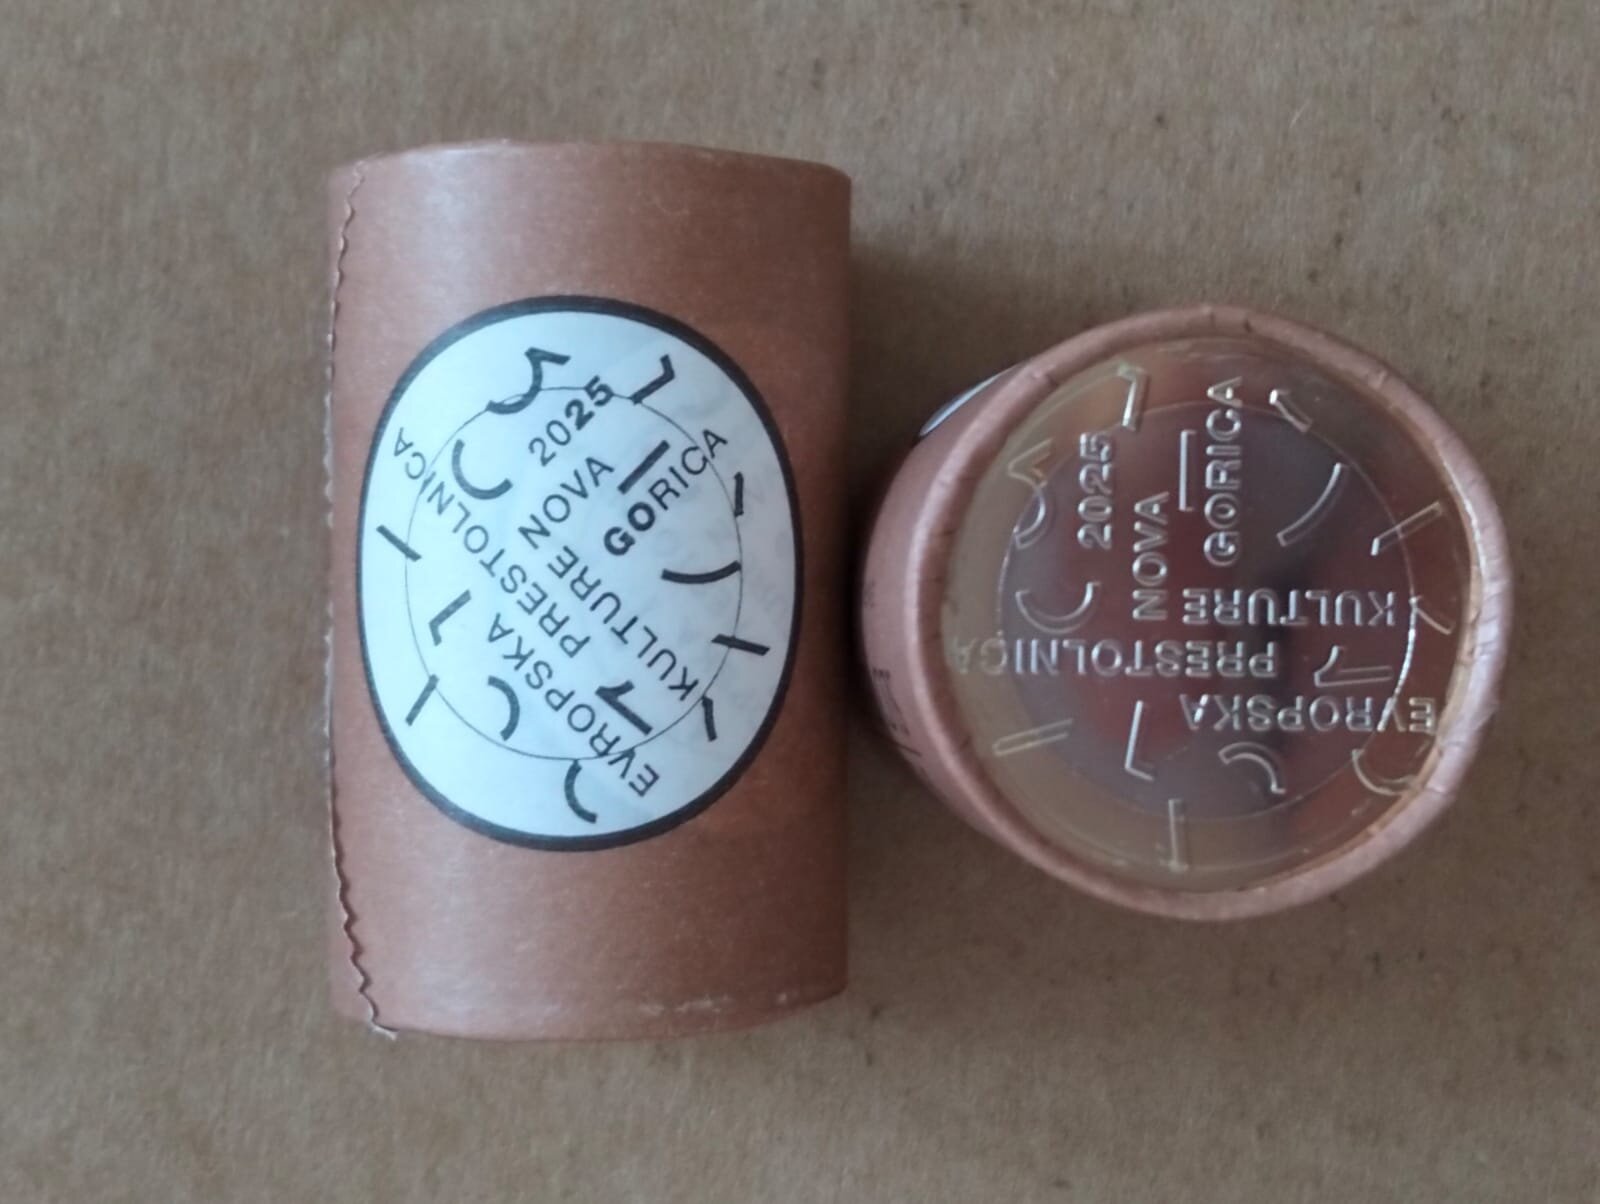 EVROPSKA
PRESTOLNICA
KULTURE
2025
NOVA
GORICA
EVROPSKA
PRESTOLNICA
KULTURE
2025
NOVA
GORICA